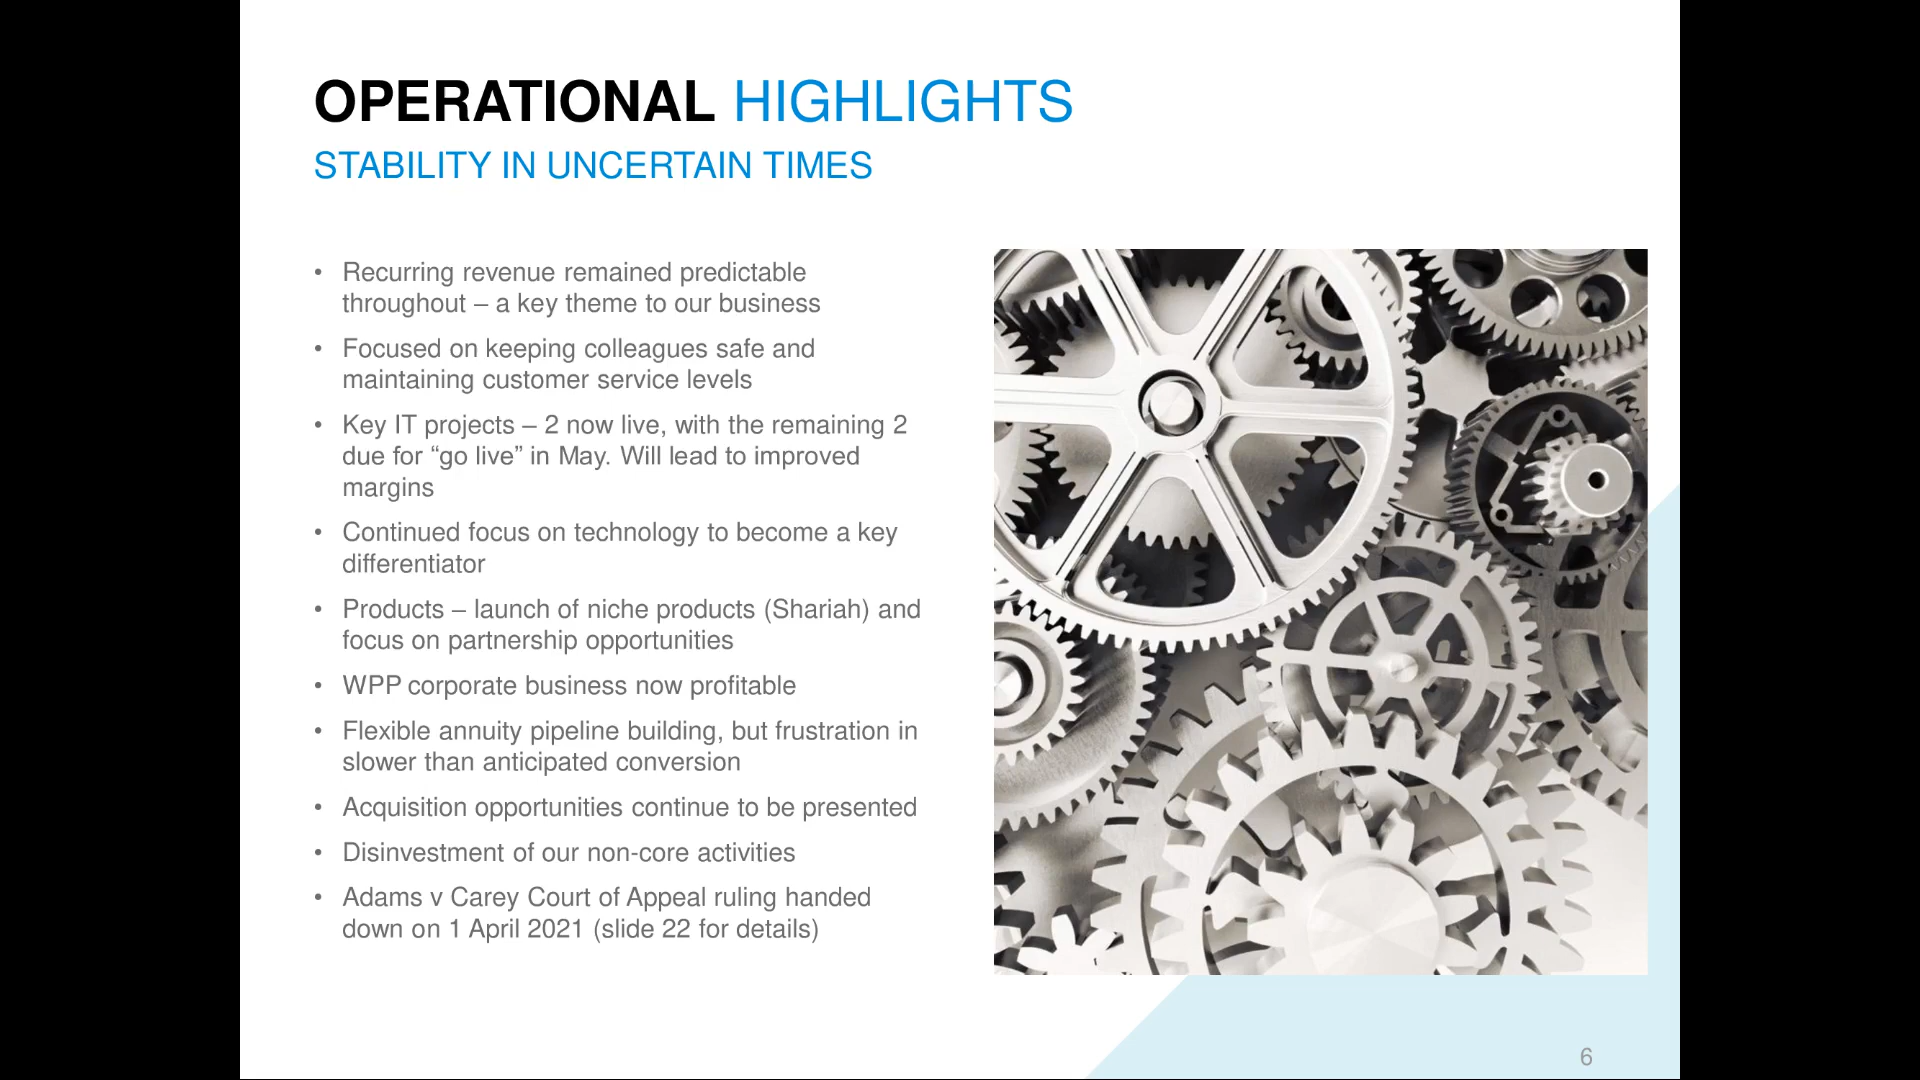 OPERATIONAL HIGHLIGHTS
STABILITY IN UNCERTAIN TIMES
• Recurring revenue remained predictable
throughout – a key theme to our business
• Focused on keeping colleagues safe and
maintaining customer service levels
• Key IT projects – 2 now live, with the remaining 2
due for “go live” in May. Will lead to improved
margins
• Continued focus on technology to become a key
differentiator
• Products – launch of niche products (Shariah) and
focus on partnership opportunities
• WPP corporate business now profitable
• Flexible annuity pipeline building, but frustration in
slower than anticipated conversion
• Acquisition opportunities continue to be presented
• Disinvestment of our non-core activities
• Adams v Carey Court of Appeal ruling handed
down on 1 April 2021 (slide 22 for details)
6